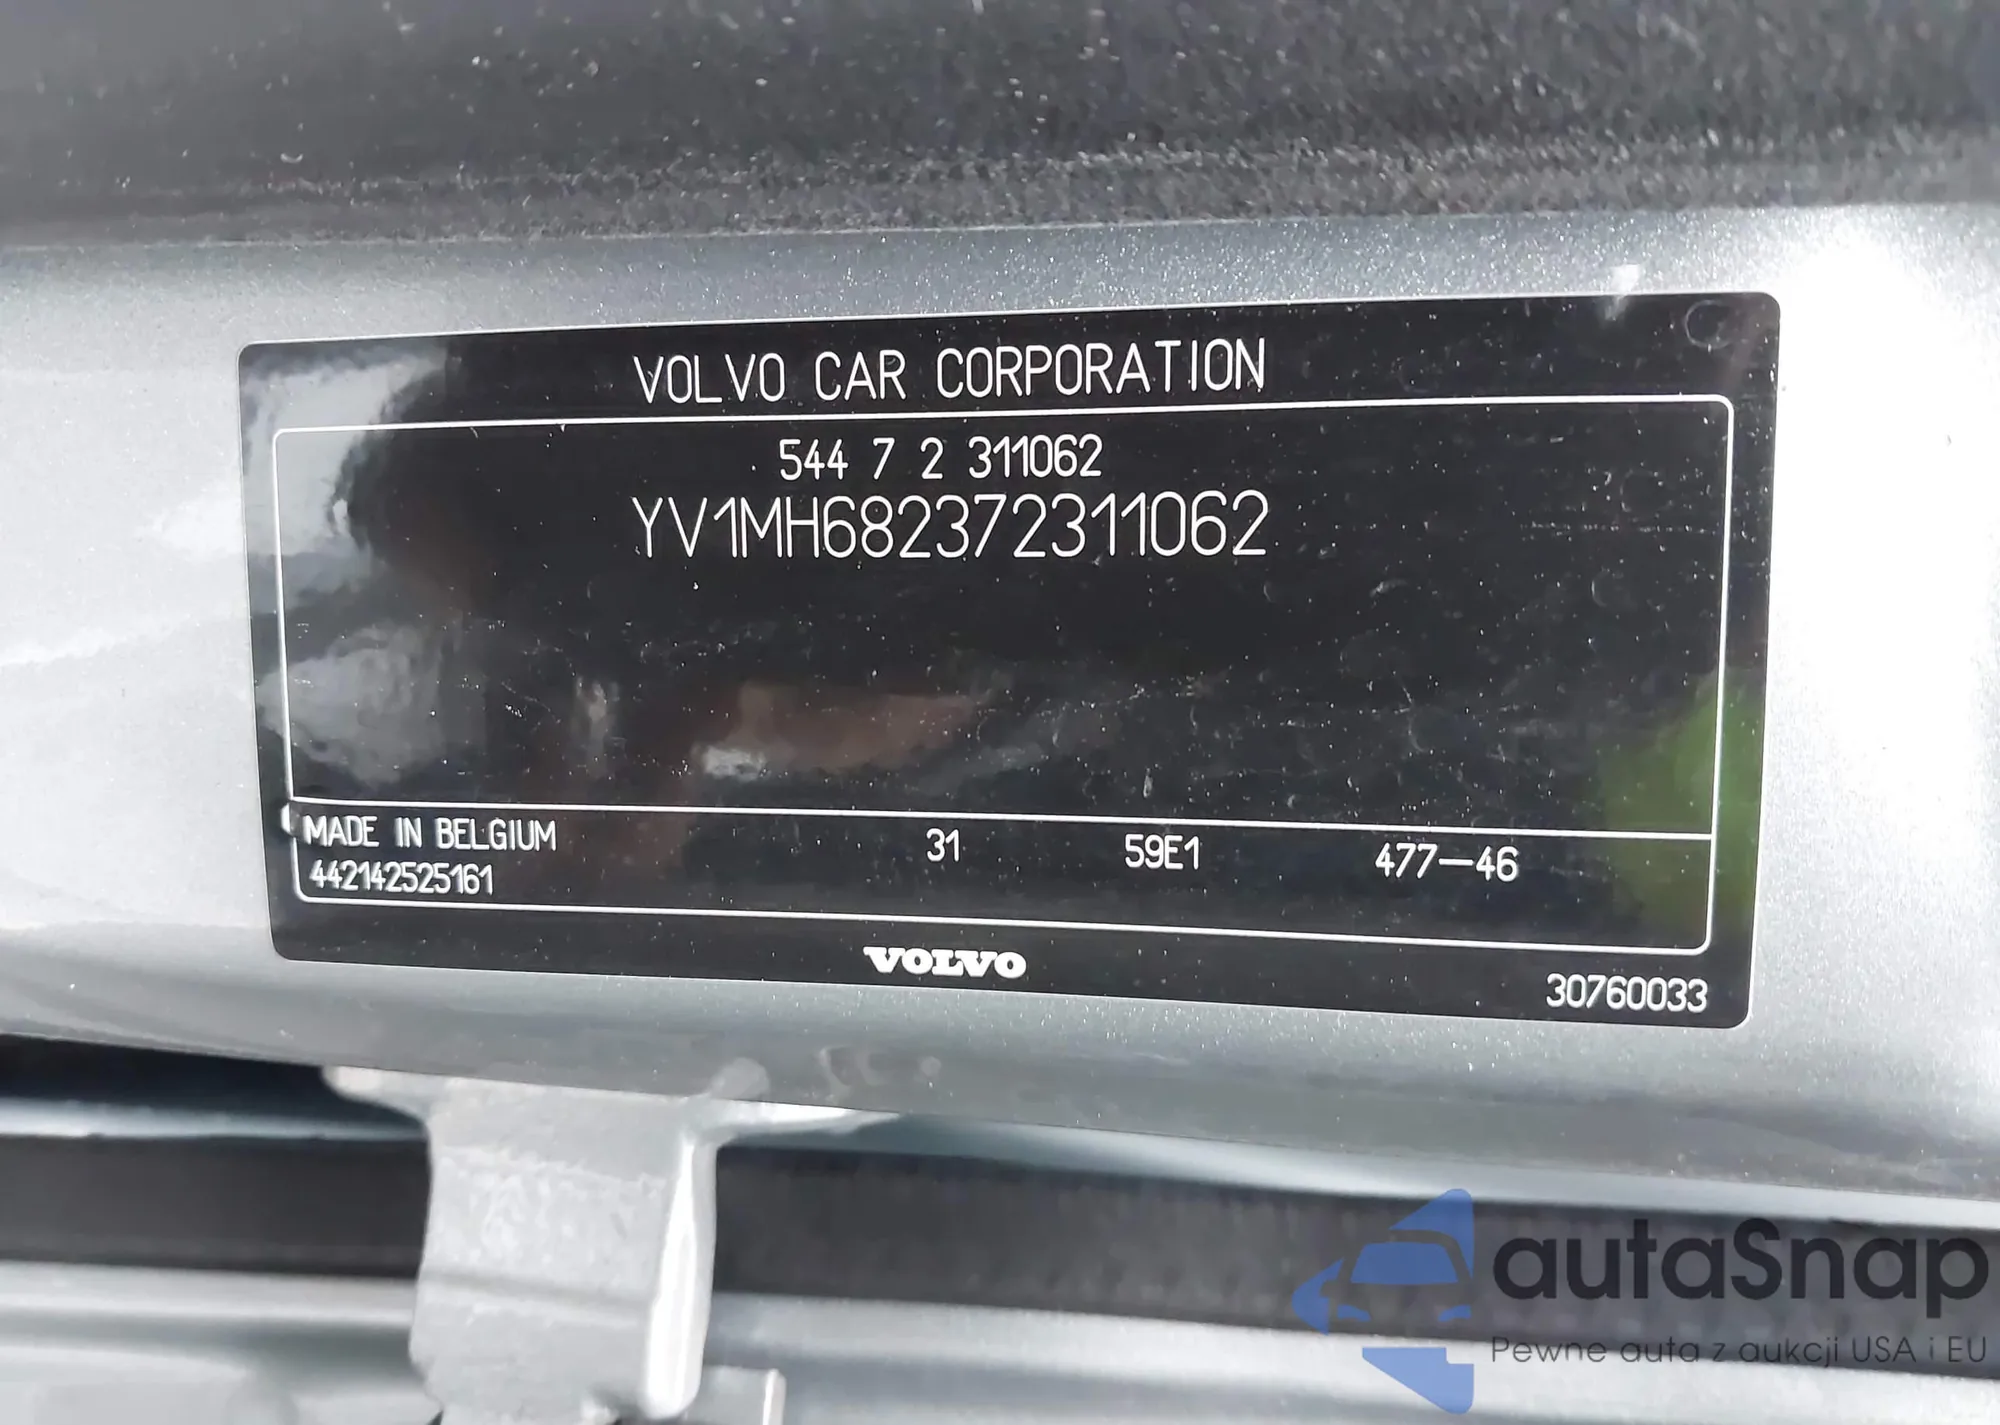 VOLVO CAR CORPORATION
544 7 2 311062
YV1MH682372311062
MADE IN BELGIUM 31 59E1 477-46
442142525161
VOLVO
30760033
autaSnap
Pewne auta z aukcji USA i EU